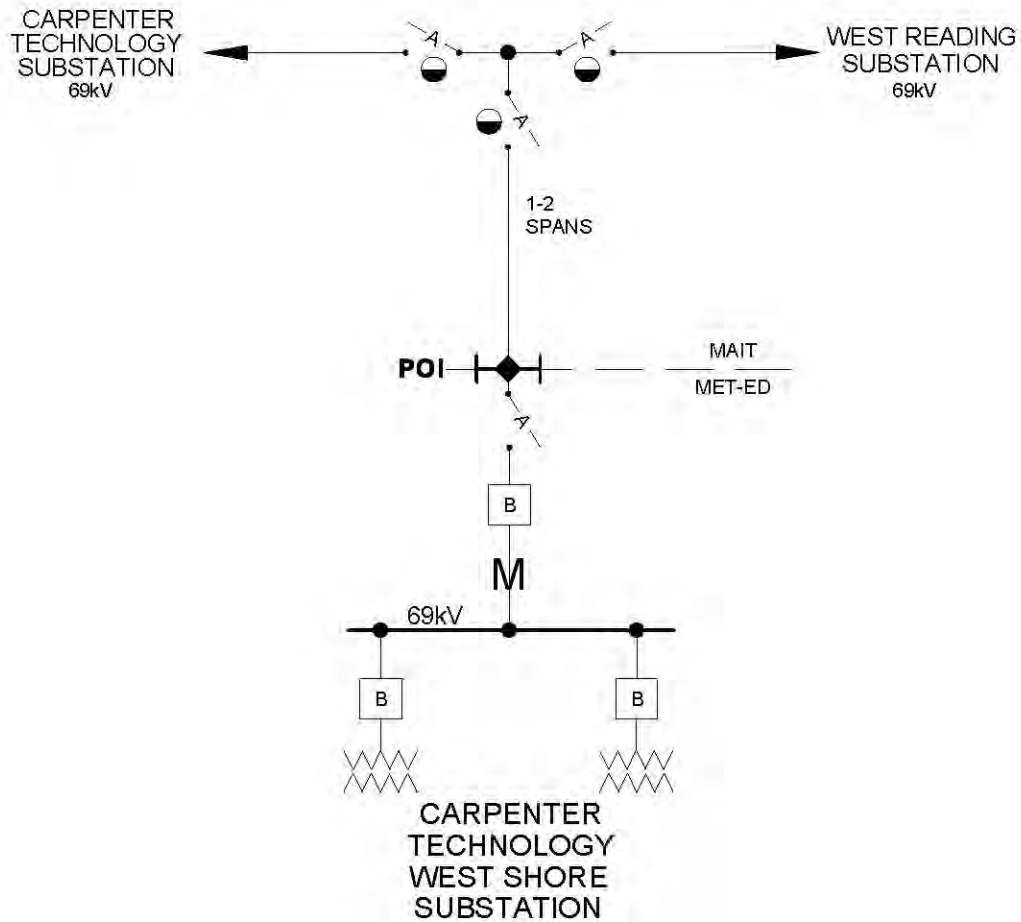 CARPENTER
TECHNOLOGY
SUBSTATION
69kV
A
A
WEST READING
SUBSTATION
69kV
A
1-2
SPANS
POI
MAIT
MET-ED
A
B
M
69kV
B
B
CARPENTER
TECHNOLOGY
WEST SHORE
SUBSTATION